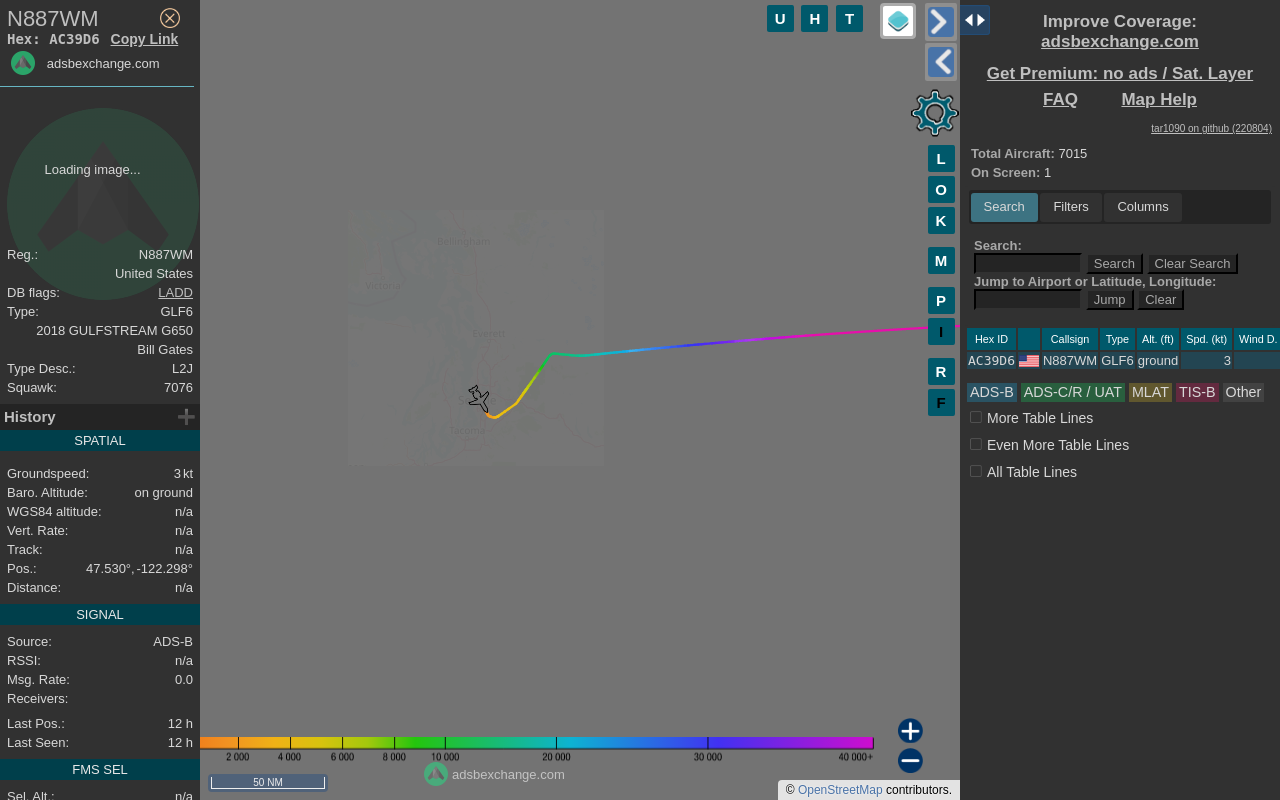 N887WM
Hex: AC39D6 Copy Link
adsbexchange.com
Loading image...
Reg.: N887WM
United States
DB flags: LADD
Type: GLF6
2018 GULFSTREAM G650
Bill Gates
Type Desc.: L2J
Squawk: 7076
History
SPATIAL
Groundspeed: 3 kt
Baro. Altitude: on ground
WGS84 altitude: n/a
Vert. Rate: n/a
Track: n/a
Pos.: 47.530°, -122.298°
Distance: n/a
SIGNAL
Source: ADS-B
RSSI: n/a
Msg. Rate: 0.0
Receivers:
Last Pos.: 12 h
Last Seen: 12 h
FMS SEL
Sel. Alt.: n/a
U H T
L
O
K
M
P
I
R
F
Bellingham
Victoria
Everett
Tacoma
2 000 4 000 6 000 8 000 10 000 20 000 30 000 40 000+
adsbexchange.com
50 NM
© OpenStreetMap contributors.
Improve Coverage:
adsbexchange.com
Get Premium: no ads / Sat. Layer
FAQ Map Help
tar1090 on github (220804)
Total Aircraft: 7015
On Screen: 1
Search Filters Columns
Search:
Search Clear Search
Jump to Airport or Latitude, Longitude:
Jump Clear
Hex ID Callsign Type Alt. (ft) Spd. (kt) Wind D.
AC39D6 N887WM GLF6 ground 3
ADS-B ADS-C/R / UAT MLAT TIS-B Other
More Table Lines
Even More Table Lines
All Table Lines